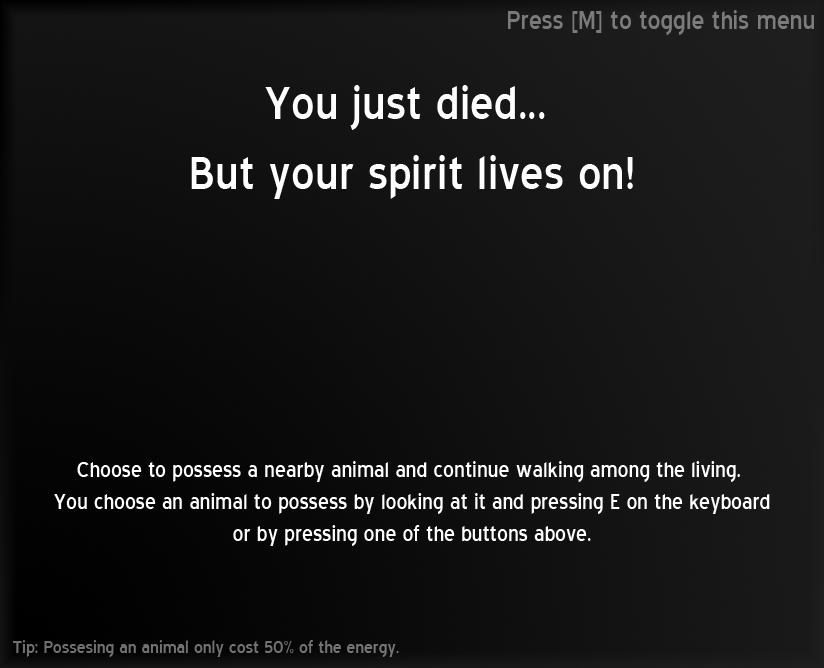 Press [M] to toggle this menu
You just died...
But your spirit lives on!
Choose to possess a nearby animal and continue walking among the living.
You choose an animal to possess by looking at it and pressing E on the keyboard
or by pressing one of the buttons above.
Tip: Possesing an animal only cost 50% of the energy.